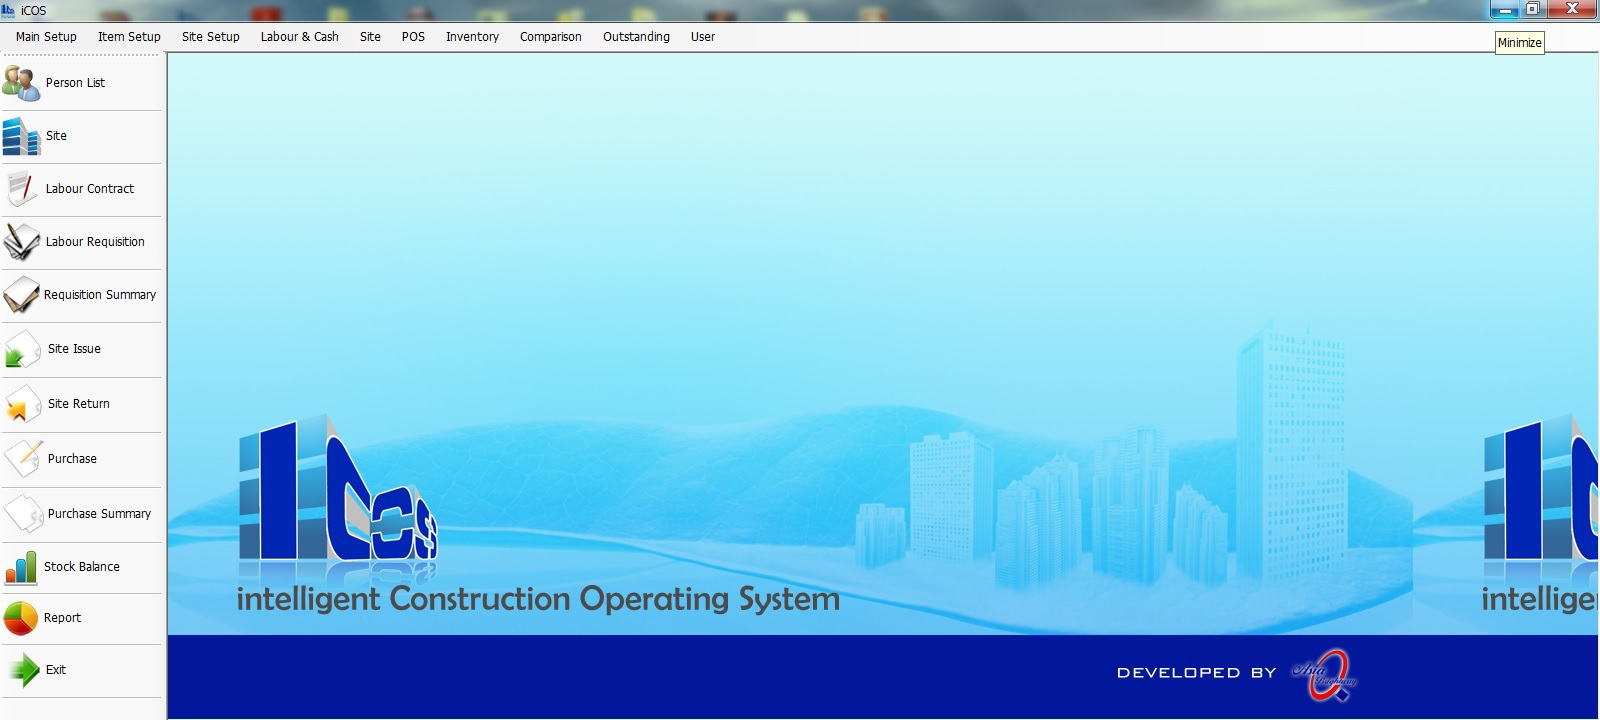 iCOS
Main Setup Item Setup Site Setup Labour & Cash Site POS Inventory Comparison Outstanding User
Minimize
Person List
Site
Labour Contract
Labour Requisition
Requisition Summary
Site Issue
Site Return
Purchase
Purchase Summary
Stock Balance
Report
Exit
ICOS
intelligent Construction Operating System
intellige
DEVELOPED BY
Asia